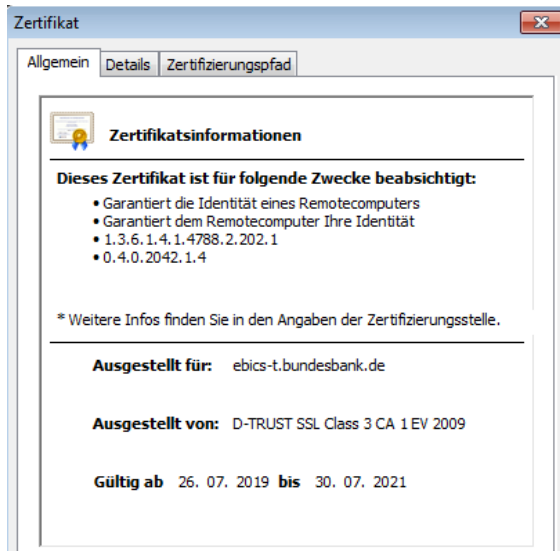 Zertifikat
Allgemein Details Zertifizierungspfad
Zertifikatsinformationen
Dieses Zertifikat ist für folgende Zwecke beabsichtigt:
• Garantiert die Identität eines Remotecomputers
• Garantiert dem Remotecomputer Ihre Identität
• 1.3.6.1.4.1.4788.2.202.1
• 0.4.0.2042.1.4
* Weitere Infos finden Sie in den Angaben der Zertifizierungsstelle.
Ausgestellt für: ebics-t.bundesbank.de
Ausgestellt von: D-TRUST SSL Class 3 CA 1 EV 2009
Gültig ab 26. 07. 2019 bis 30. 07. 2021